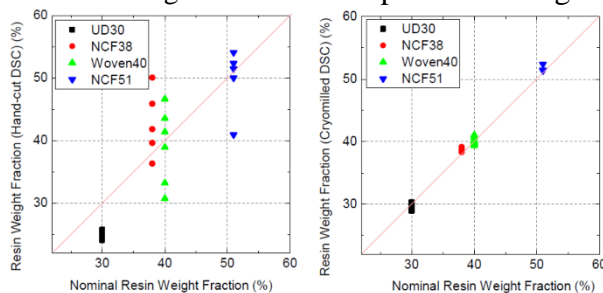 UD30
NCF38
Woven40
NCF51
Resin Weight Fraction (Hand-cut DSC) (%)
60
50
40
30
30 40 50 60
Nominal Resin Weight Fraction (%)
UD30
NCF38
Woven40
NCF51
Resin Weight Fraction (Cryomilled DSC) (%)
60
50
40
30
30 40 50 60
Nominal Resin Weight Fraction (%)